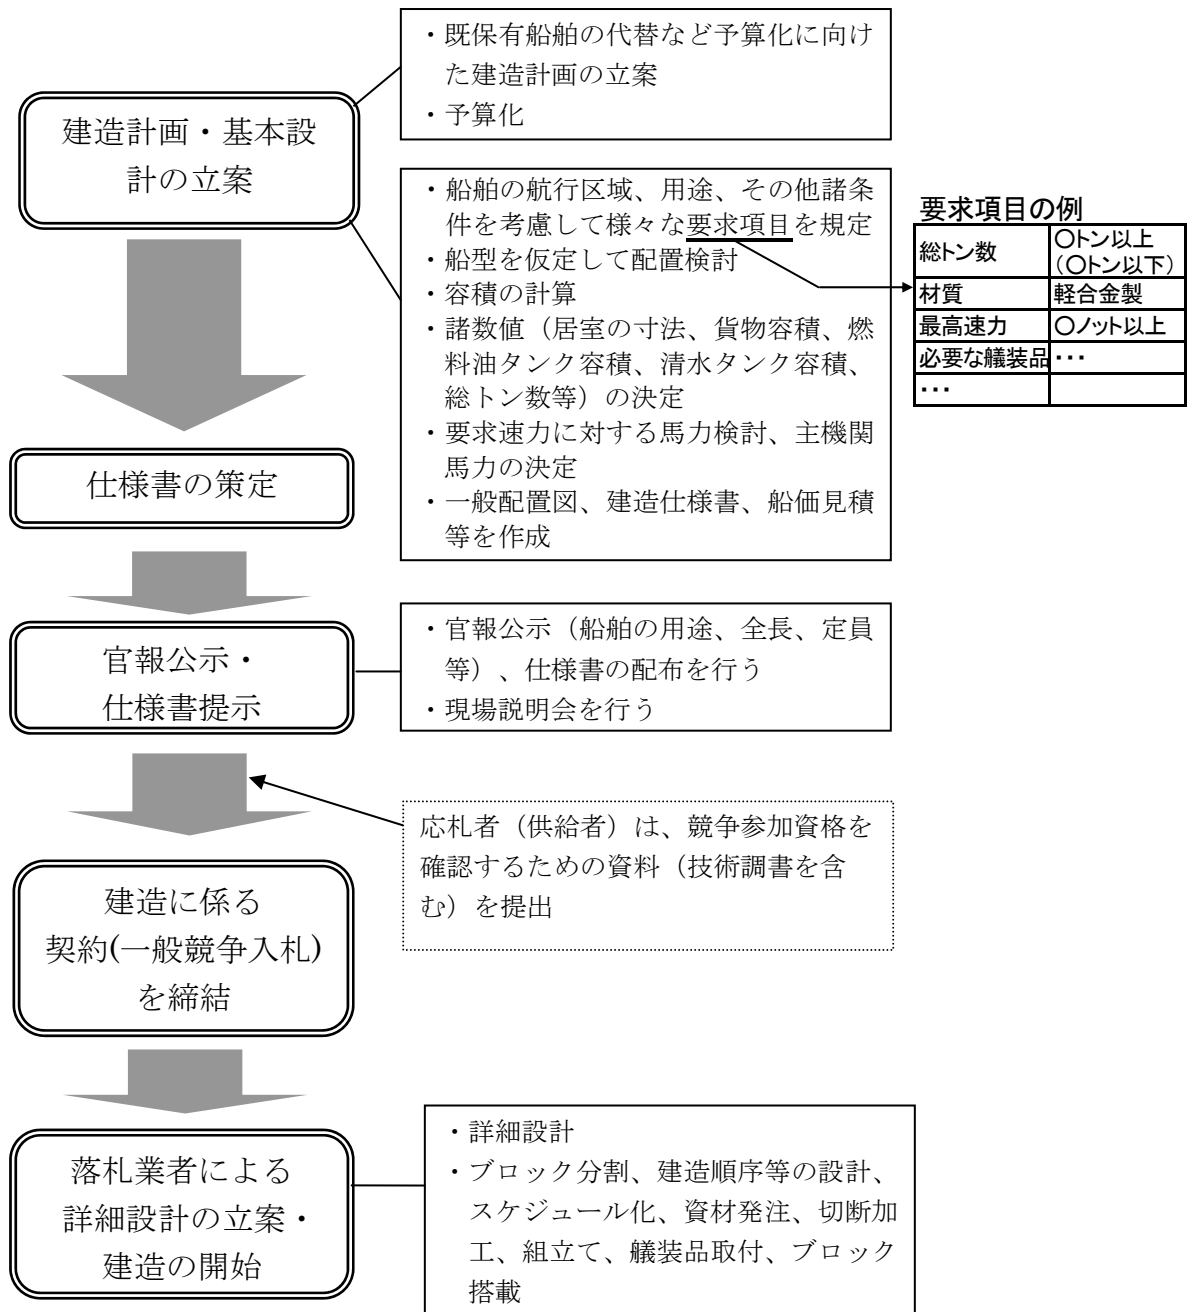 ・既保有船舶の代替など予算化に向け
た建造計画の立案
・予算化
建造計画・基本設
計の立案
・船舶の航行区域、用途、その他諸条
件を考慮して様々な要求項目を規定
・船型を仮定して配置検討
・容積の計算
・諸数値（居室の寸法、貨物容積、燃
料油タンク容積、清水タンク容積、
総トン数等）の決定
・要求速力に対する馬力検討、主機関
馬力の決定
・一般配置図、建造仕様書、船価見積
等を作成
要求項目の例
総トン数 〇トン以上
（〇トン以下）
材質 軽合金製
最高速力 〇ノット以上
必要な艤装品 ・・・
・・・
仕様書の策定
官報公示・
仕様書提示
・官報公示（船舶の用途、全長、定員
等）、仕様書の配布を行う
・現場説明会を行う
応札者（供給者）は、競争参加資格を
確認するための資料（技術調書を含
む）を提出
建造に係る
契約(一般競争入札)
を締結
落札業者による
詳細設計の立案・
建造の開始
・詳細設計
・ブロック分割、建造順序等の設計、
スケジュール化、資材発注、切断加
工、組立て、艤装品取付、ブロック
搭載